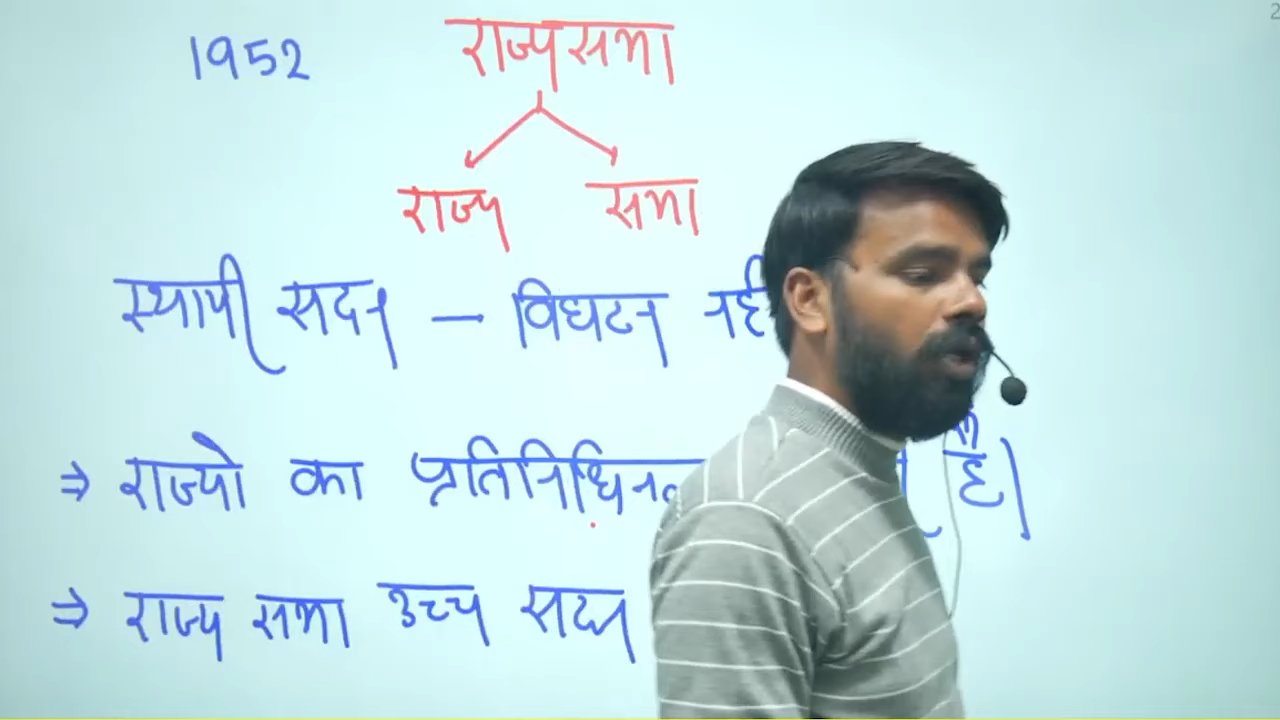 1952 राज्यसभा
राज्य सभा
स्थायी सदन – विघटन
⇒ राज्यो का है।
⇒ राज्य सभा उच्च सदन